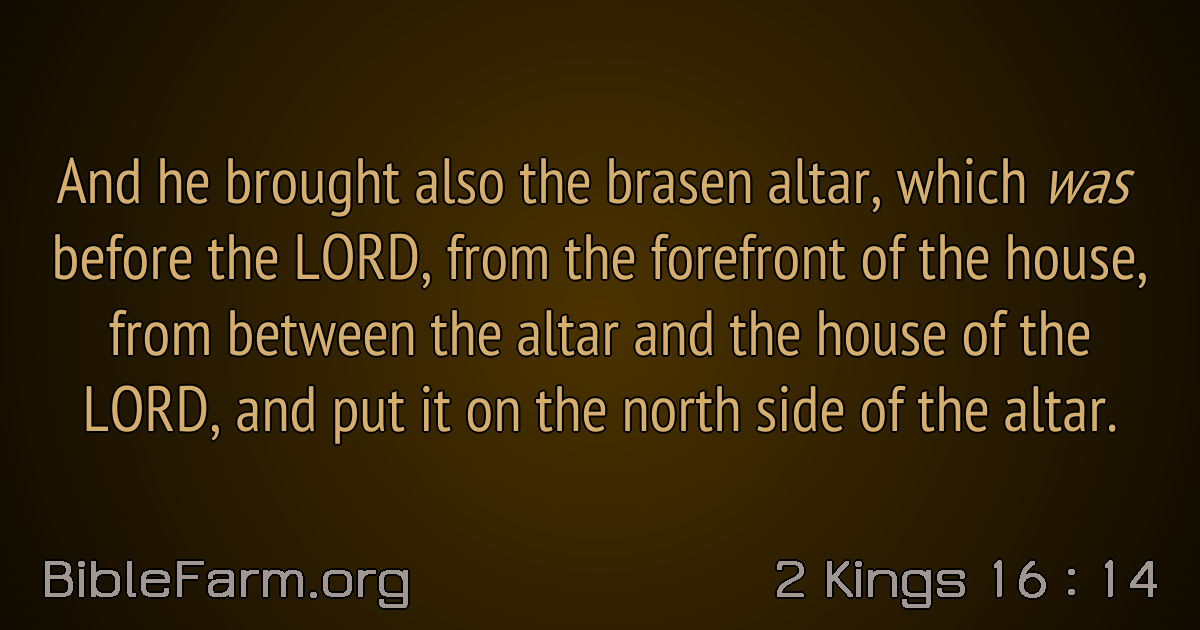 And he brought also the brasen altar, which was
before the LORD, from the forefront of the house,
from between the altar and the house of the
LORD, and put it on the north side of the altar.
BibleFarm.org
2 Kings 16 : 14